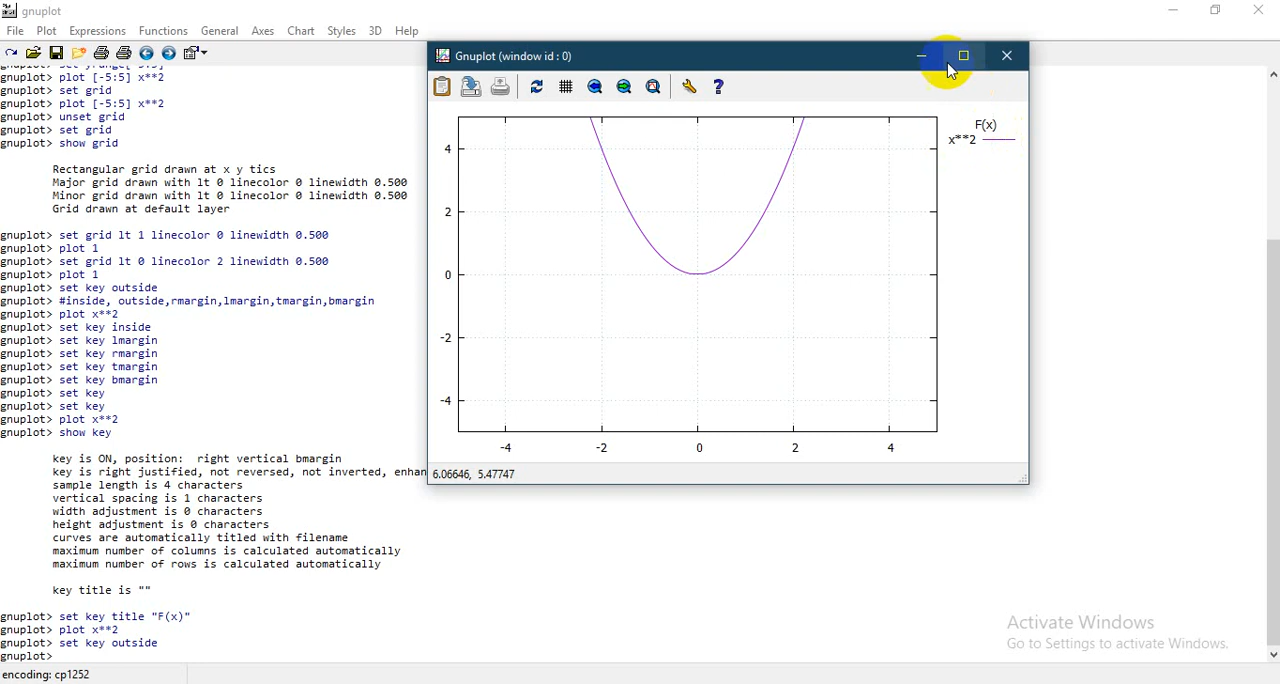 gnuplot
File Plot Expressions Functions General Axes Chart Styles 3D Help
gnuplot> plot [-5:5] x**2
gnuplot> set grid
gnuplot> plot [-5:5] x**2
gnuplot> unset grid
gnuplot> set grid
gnuplot> show grid
Rectangular grid drawn at x y tics
Major grid drawn with lt 0 linecolor 0 linewidth 0.500
Minor grid drawn with lt 0 linecolor 0 linewidth 0.500
Grid drawn at default layer
gnuplot> set grid lt 1 linecolor 0 linewidth 0.500
gnuplot> plot 1
gnuplot> set grid lt 0 linecolor 2 linewidth 0.500
gnuplot> plot 1
gnuplot> set key outside
gnuplot> #inside, outside,rmargin,lmargin,tmargin,bmargin
gnuplot> plot x**2
gnuplot> set key inside
gnuplot> set key lmargin
gnuplot> set key rmargin
gnuplot> set key tmargin
gnuplot> set key bmargin
gnuplot> set key
gnuplot> set key
gnuplot> plot x**2
gnuplot> show key
key is ON, position: right vertical bmargin
key is right justified, not reversed, not inverted, enhan
sample length is 4 characters
vertical spacing is 1 characters
width adjustment is 0 characters
height adjustment is 0 characters
curves are automatically titled with filename
maximum number of columns is calculated automatically
maximum number of rows is calculated automatically
key title is ""
gnuplot> set key title "F(x)"
gnuplot> plot x**2
gnuplot> set key outside
gnuplot>
encoding: cp1252
Gnuplot (window id : 0)
F(x)
x**2
4
2
0
-2
-4
-4 -2 0 2 4
6.06646, 5.47747
Activate Windows
Go to Settings to activate Windows.